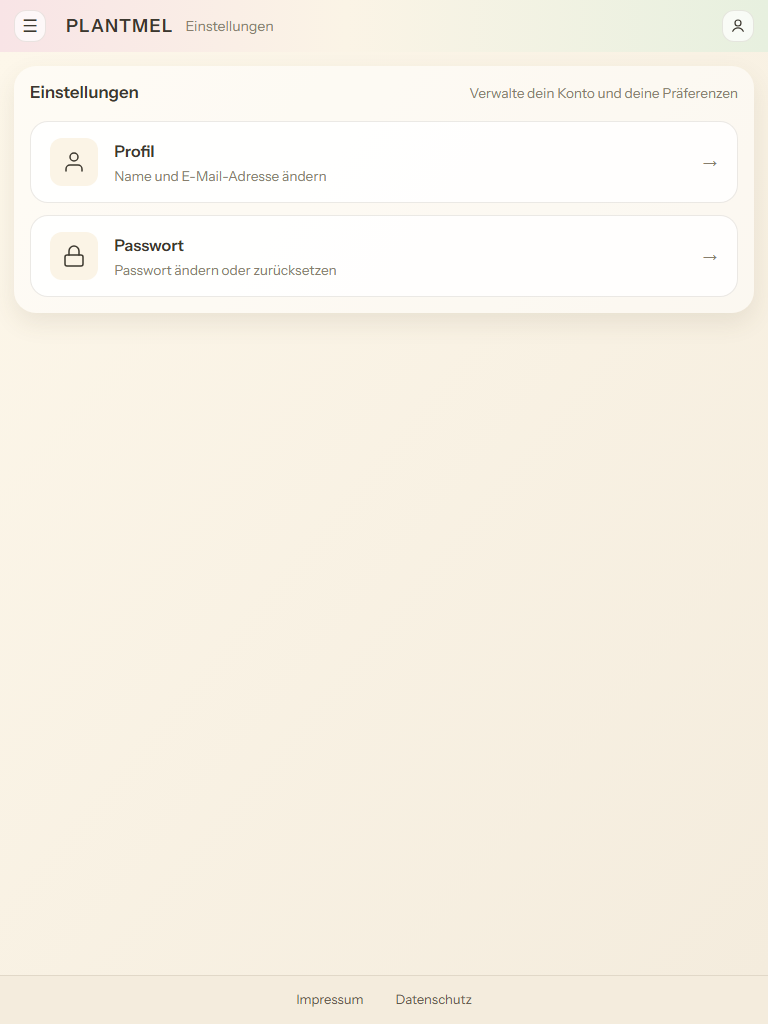 PLANTMEL Einstellungen
Einstellungen Verwalte dein Konto und deine Präferenzen
Profil
Name und E-Mail-Adresse ändern
→
Passwort
Passwort ändern oder zurücksetzen
→
Impressum Datenschutz